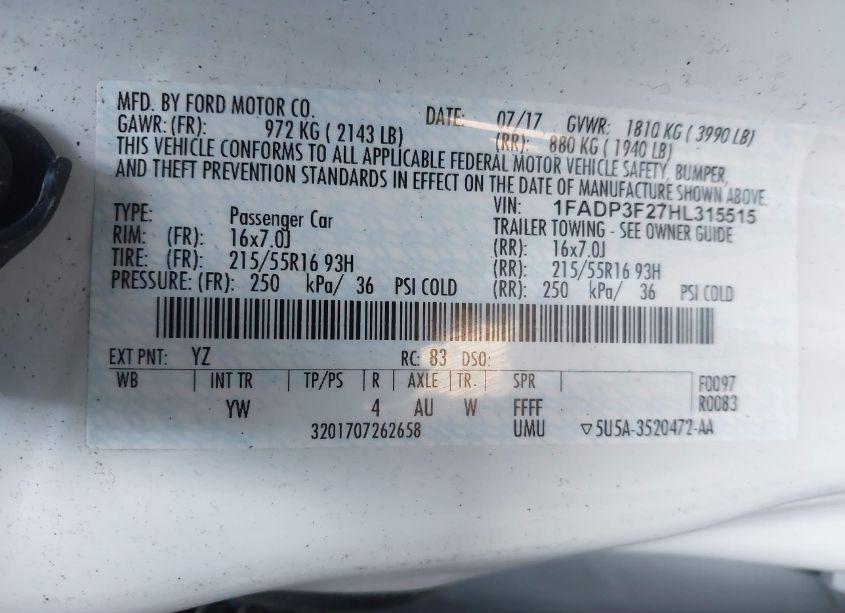 MFD. BY FORD MOTOR CO. DATE: 07/17 GVWR: 1810 KG ( 3990 LB)
GAWR: (FR): 972 KG ( 2143 LB) (RR): 880 KG ( 1940 LB)
THIS VEHICLE CONFORMS TO ALL APPLICABLE FEDERAL MOTOR VEHICLE SAFETY, BUMPER,
AND THEFT PREVENTION STANDARDS IN EFFECT ON THE DATE OF MANUFACTURE SHOWN ABOVE.
VIN: 1FADP3F27HL315515
TYPE: Passenger Car TRAILER TOWING - SEE OWNER GUIDE
RIM: (FR): 16x7.0J (RR): 16x7.0J
TIRE: (FR): 215/55R16 93H (RR): 215/55R16 93H
PRESSURE: (FR): 250 kPa/ 36 PSI COLD (RR): 250 kPa/ 36 PSI COLD
EXT PNT: YZ RC: 83 DSO:
WB INT TR TP/PS R AXLE TR. SPR F0097
YW 4 AU W FFFF R0083
3201707262658 UMU ▽5U5A-3520472-AA